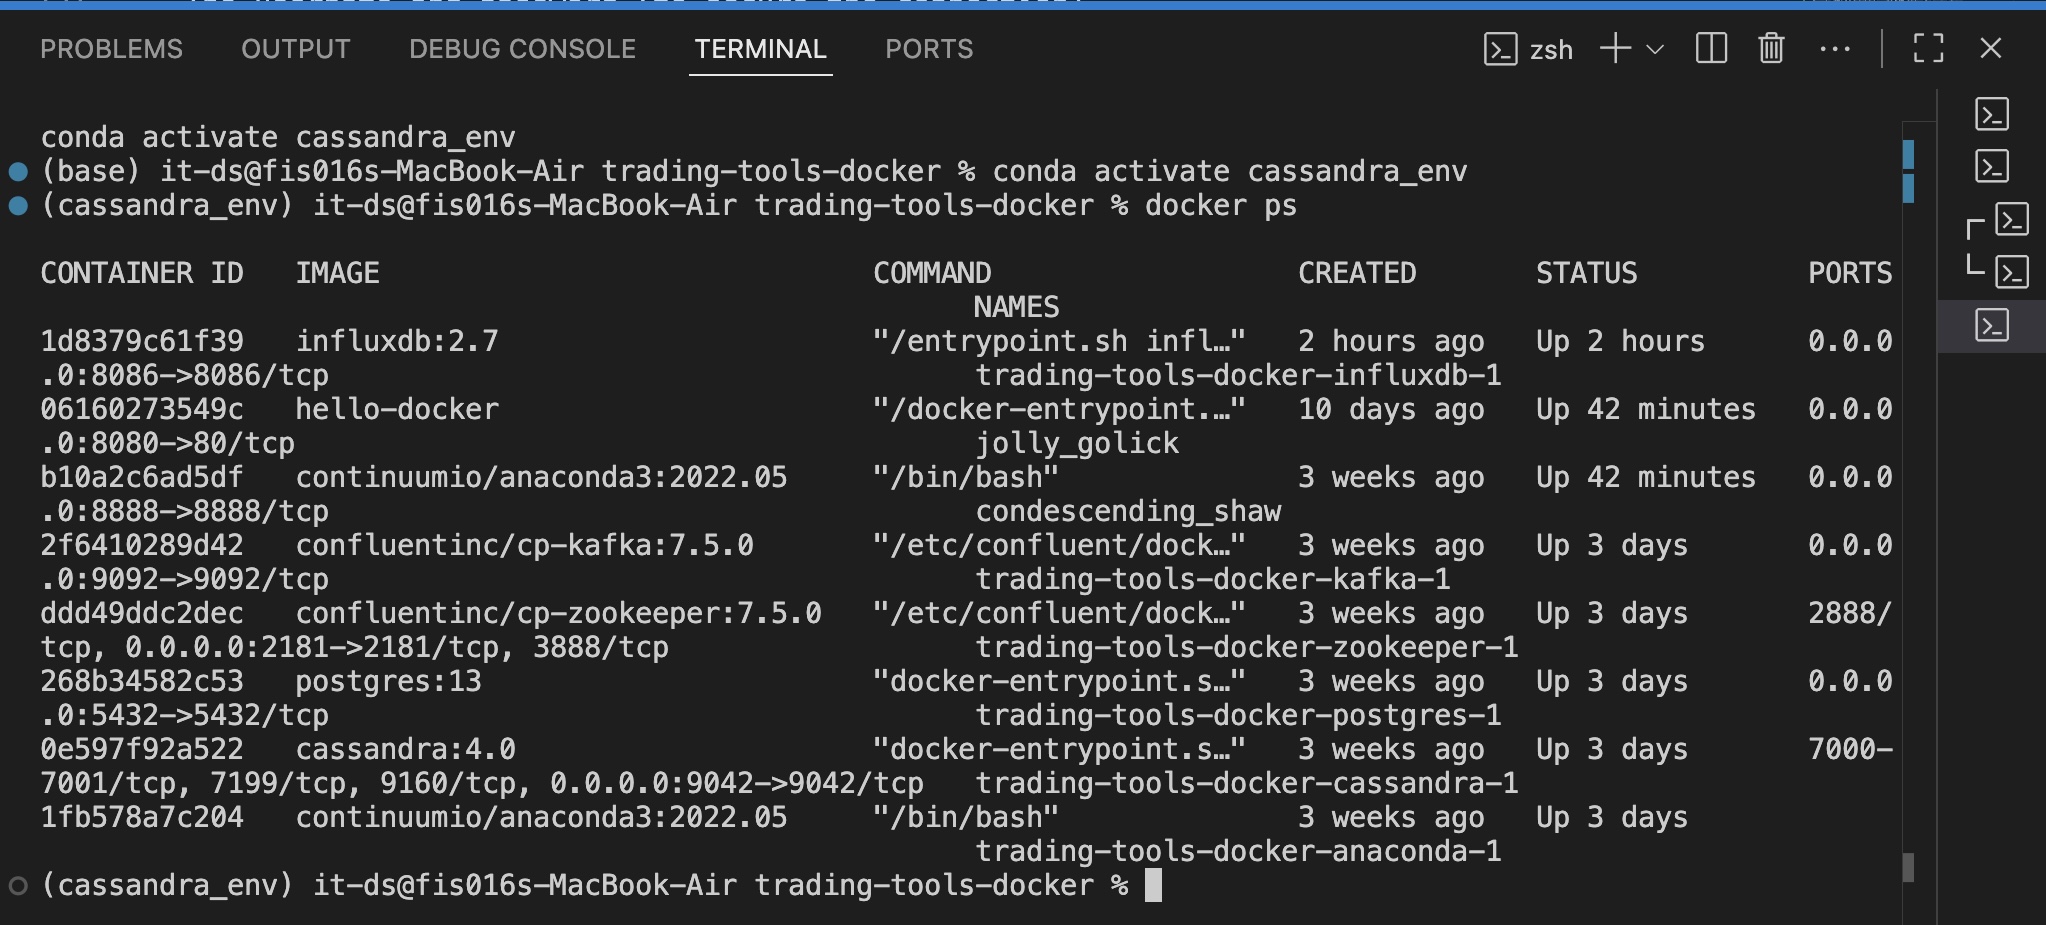 PROBLEMS OUTPUT DEBUG CONSOLE TERMINAL PORTS zsh
conda activate cassandra_env
(base) it-ds@fis016s-MacBook-Air trading-tools-docker % conda activate cassandra_env
(cassandra_env) it-ds@fis016s-MacBook-Air trading-tools-docker % docker ps
CONTAINER ID   IMAGE                             COMMAND                  CREATED       STATUS          PORTS
                                                       NAMES
1d8379c61f39   influxdb:2.7                      "/entrypoint.sh infl…"   2 hours ago   Up 2 hours      0.0.0
.0:8086->8086/tcp                                      trading-tools-docker-influxdb-1
06160273549c   hello-docker                      "/docker-entrypoint.…"   10 days ago   Up 42 minutes   0.0.0
.0:8080->80/tcp                                        jolly_golick
b10a2c6ad5df   continuumio/anaconda3:2022.05     "/bin/bash"              3 weeks ago   Up 42 minutes   0.0.0
.0:8888->8888/tcp                                      condescending_shaw
2f6410289d42   confluentinc/cp-kafka:7.5.0       "/etc/confluent/dock…"   3 weeks ago   Up 3 days       0.0.0
.0:9092->9092/tcp                                      trading-tools-docker-kafka-1
ddd49ddc2dec   confluentinc/cp-zookeeper:7.5.0   "/etc/confluent/dock…"   3 weeks ago   Up 3 days       2888/
tcp, 0.0.0.0:2181->2181/tcp, 3888/tcp                  trading-tools-docker-zookeeper-1
268b34582c53   postgres:13                       "docker-entrypoint.s…"   3 weeks ago   Up 3 days       0.0.0
.0:5432->5432/tcp                                      trading-tools-docker-postgres-1
0e597f92a522   cassandra:4.0                     "docker-entrypoint.s…"   3 weeks ago   Up 3 days       7000-
7001/tcp, 7199/tcp, 9160/tcp, 0.0.0.0:9042->9042/tcp   trading-tools-docker-cassandra-1
1fb578a7c204   continuumio/anaconda3:2022.05     "/bin/bash"              3 weeks ago   Up 3 days
                                                       trading-tools-docker-anaconda-1
(cassandra_env) it-ds@fis016s-MacBook-Air trading-tools-docker %